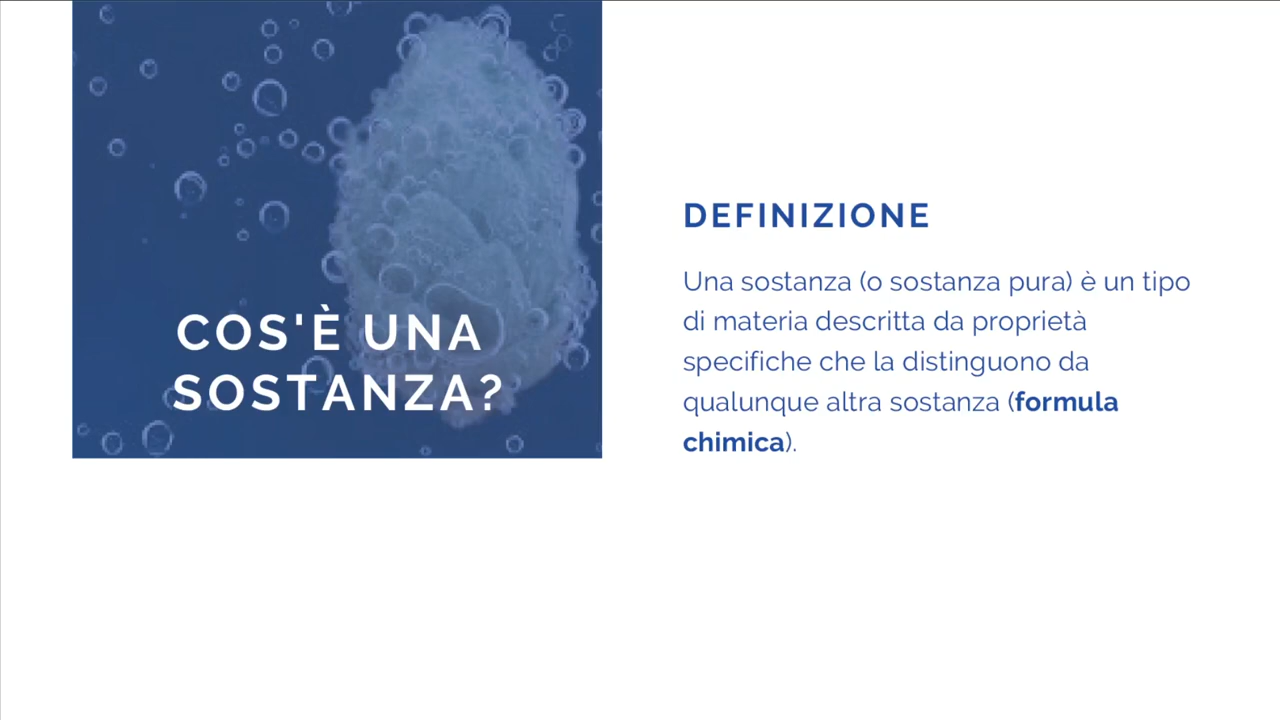 COS'È UNA
SOSTANZA?
DEFINIZIONE
Una sostanza (o sostanza pura) è un tipo
di materia descritta da proprietà
specifiche che la distinguono da
qualunque altra sostanza (formula
chimica).